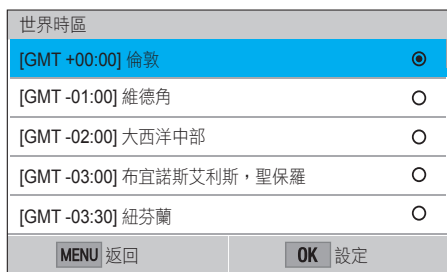 世界時區
[GMT +00:00] 倫敦
[GMT -01:00] 維德角
[GMT -02:00] 大西洋中部
[GMT -03:00] 布宜諾斯艾利斯，聖保羅
[GMT -03:30] 紐芬蘭
MENU 返回 OK 設定